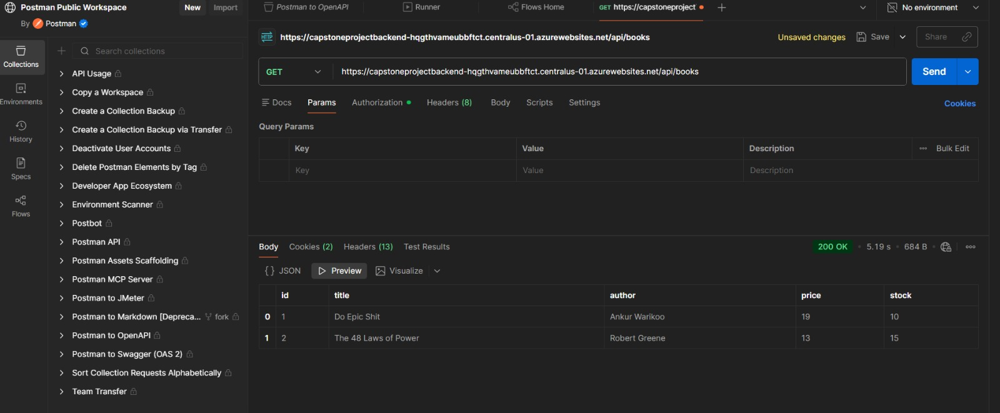 Postman Public Workspace New Import
By Postman
Postman to OpenAPI Runner Flows Home GET https://capstoneproject No environment
Collections
Environments
History
Specs
Flows
Search collections
API Usage
Copy a Workspace
Create a Collection Backup
Create a Collection Backup via Transfer
Deactivate User Accounts
Delete Postman Elements by Tag
Developer App Ecosystem
Environment Scanner
Postbot
Postman API
Postman Assets Scaffolding
Postman MCP Server
Postman to JMeter
Postman to Markdown [Depreca... fork
Postman to OpenAPI
Postman to Swagger (OAS 2)
Sort Collection Requests Alphabetically
Team Transfer
HTTP https://capstoneprojectbackend-hqgthvameubbftct.centralus-01.azurewebsites.net/api/books Unsaved changes Save Share
GET https://capstoneprojectbackend-hqgthvameubbftct.centralus-01.azurewebsites.net/api/books Send
Docs Params Authorization Headers (8) Body Scripts Settings Cookies
Query Params
Key Value Description Bulk Edit
Key Value Description
Body Cookies (2) Headers (13) Test Results 200 OK • 5.19 s • 684 B •
{} JSON Preview Visualize
id title author price stock
0 1 Do Epic Shit Ankur Warikoo 19 10
1 2 The 48 Laws of Power Robert Greene 13 15